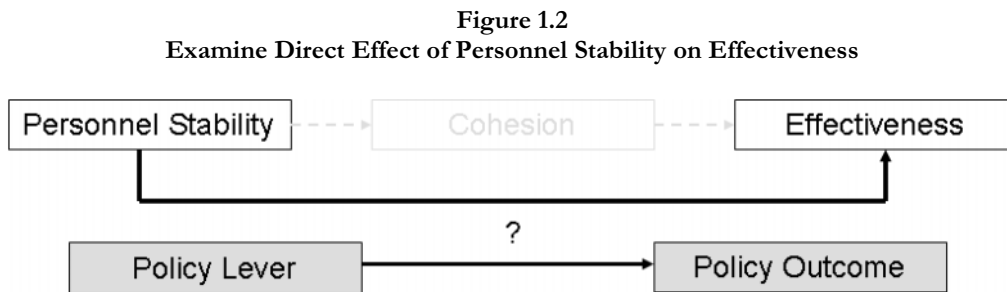 Figure 1.2
Examine Direct Effect of Personnel Stability on Effectiveness
Personnel Stability
Cohesion
Effectiveness
?
Policy Lever
Policy Outcome